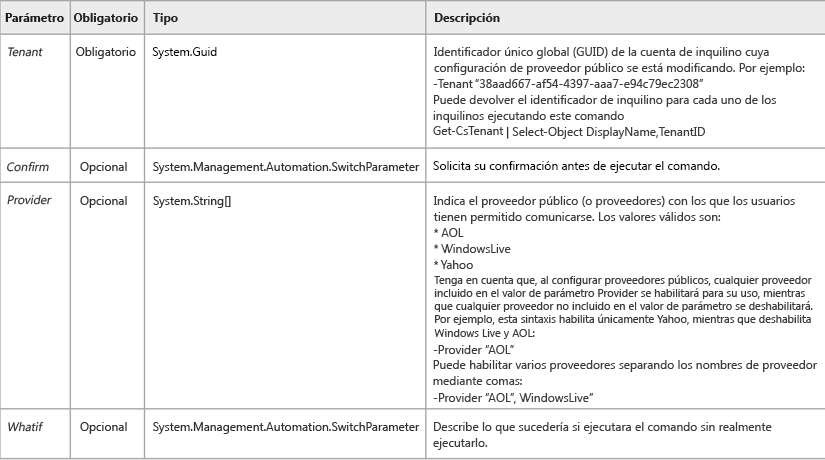 Parámetro Obligatorio Tipo Descripción
Tenant Obligatorio System.Guid Identificador único global (GUID) de la cuenta de inquilino cuya
configuración de proveedor público se está modificando. Por ejemplo:
-Tenant “38aad667-af54-4397-aaa7-e94c79ec2308”
Puede devolver el identificador de inquilino para cada uno de los
inquilinos ejecutando este comando
Get-CsTenant | Select-Object DisplayName,TenantID
Confirm Opcional System.Management.Automation.SwitchParameter Solicita su confirmación antes de ejecutar el comando.
Provider Opcional System.String[] Indica el proveedor público (o proveedores) con los que los usuarios
tienen permitido comunicarse. Los valores válidos son:
* AOL
* WindowsLive
* Yahoo
Tenga en cuenta que, al configurar proveedores públicos, cualquier proveedor
incluido en el valor de parámetro Provider se habilitará para su uso, mientras
que cualquier proveedor no incluido en el valor de parámetro se deshabilitará.
Por ejemplo, esta sintaxis habilita únicamente Yahoo, mientras que deshabilita
Windows Live y AOL:
-Provider “AOL”
Puede habilitar varios proveedores separando los nombres de proveedor
mediante comas:
-Provider “AOL”, WindowsLive”
Whatif Opcional System.Management.Automation.SwitchParameter Describe lo que sucedería si ejecutara el comando sin realmente
ejecutarlo.